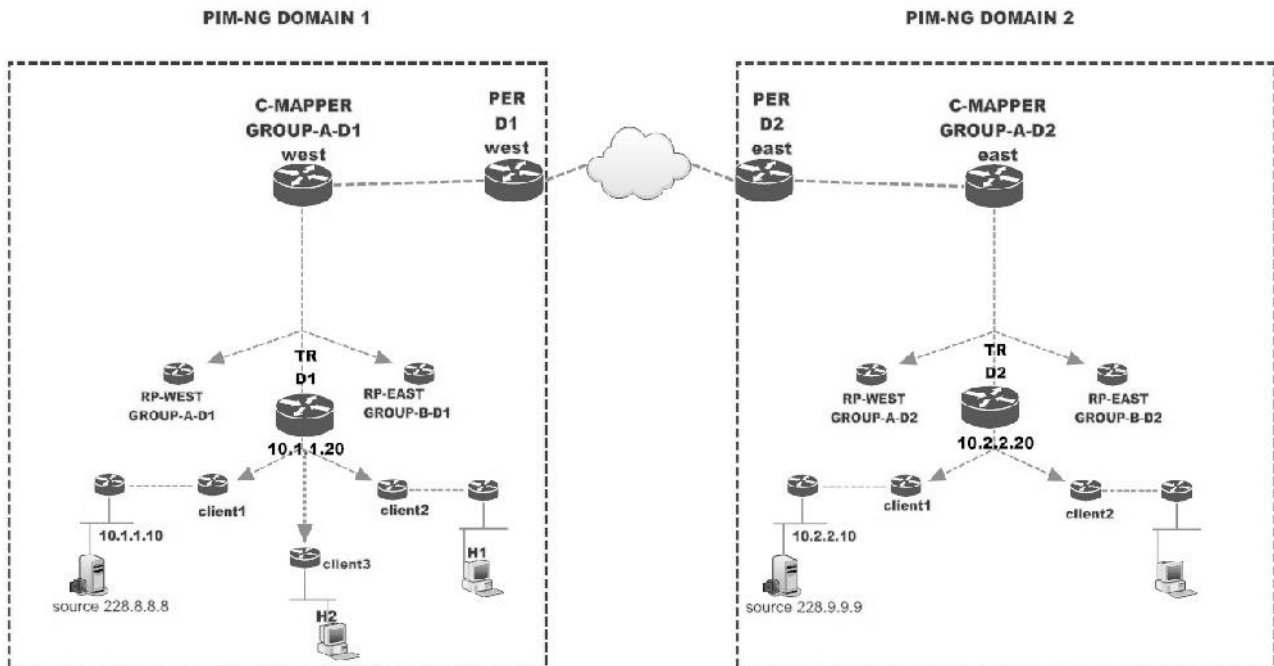 PIM-NG DOMAIN 1
PIM-NG DOMAIN 2
C-MAPPER
GROUP-A-D1
west
PER
D1
west
PER
D2
east
C-MAPPER
GROUP-A-D2
east
RP-WEST
GROUP-A-D1
TR
D1
RP-EAST
GROUP-B-D1
10.1.1.20
client1
client2
10.1.1.10
client3
H1
source 228.8.8.8
H2
RP-WEST
GROUP-A-D2
TR
D2
RP-EAST
GROUP-B-D2
10.2.2.20
client1
client2
10.2.2.10
source 228.9.9.9